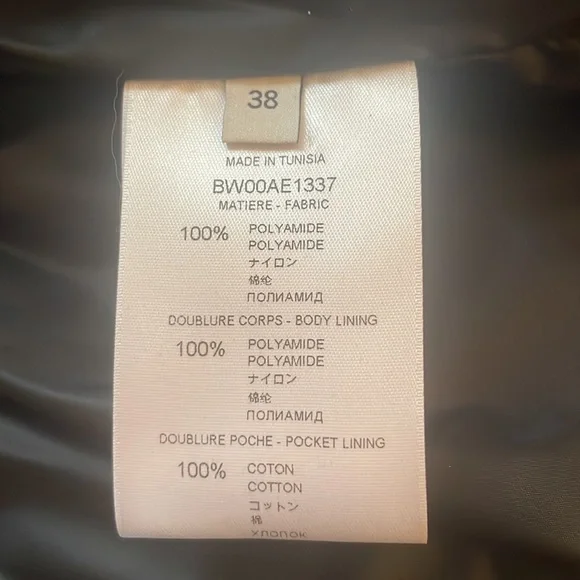 38
MADE IN TUNISIA
BW00AE1337
MATIERE - FABRIC
100% POLYAMIDE
POLYAMIDE
ナイロン
锦纶
ПОЛИАМИД
DOUBLURE CORPS - BODY LINING
100% POLYAMIDE
POLYAMIDE
ナイロン
锦纶
ПОЛИАМИД
DOUBLURE POCHE - POCKET LINING
100% COTON
COTTON
コットン
棉
хлопок